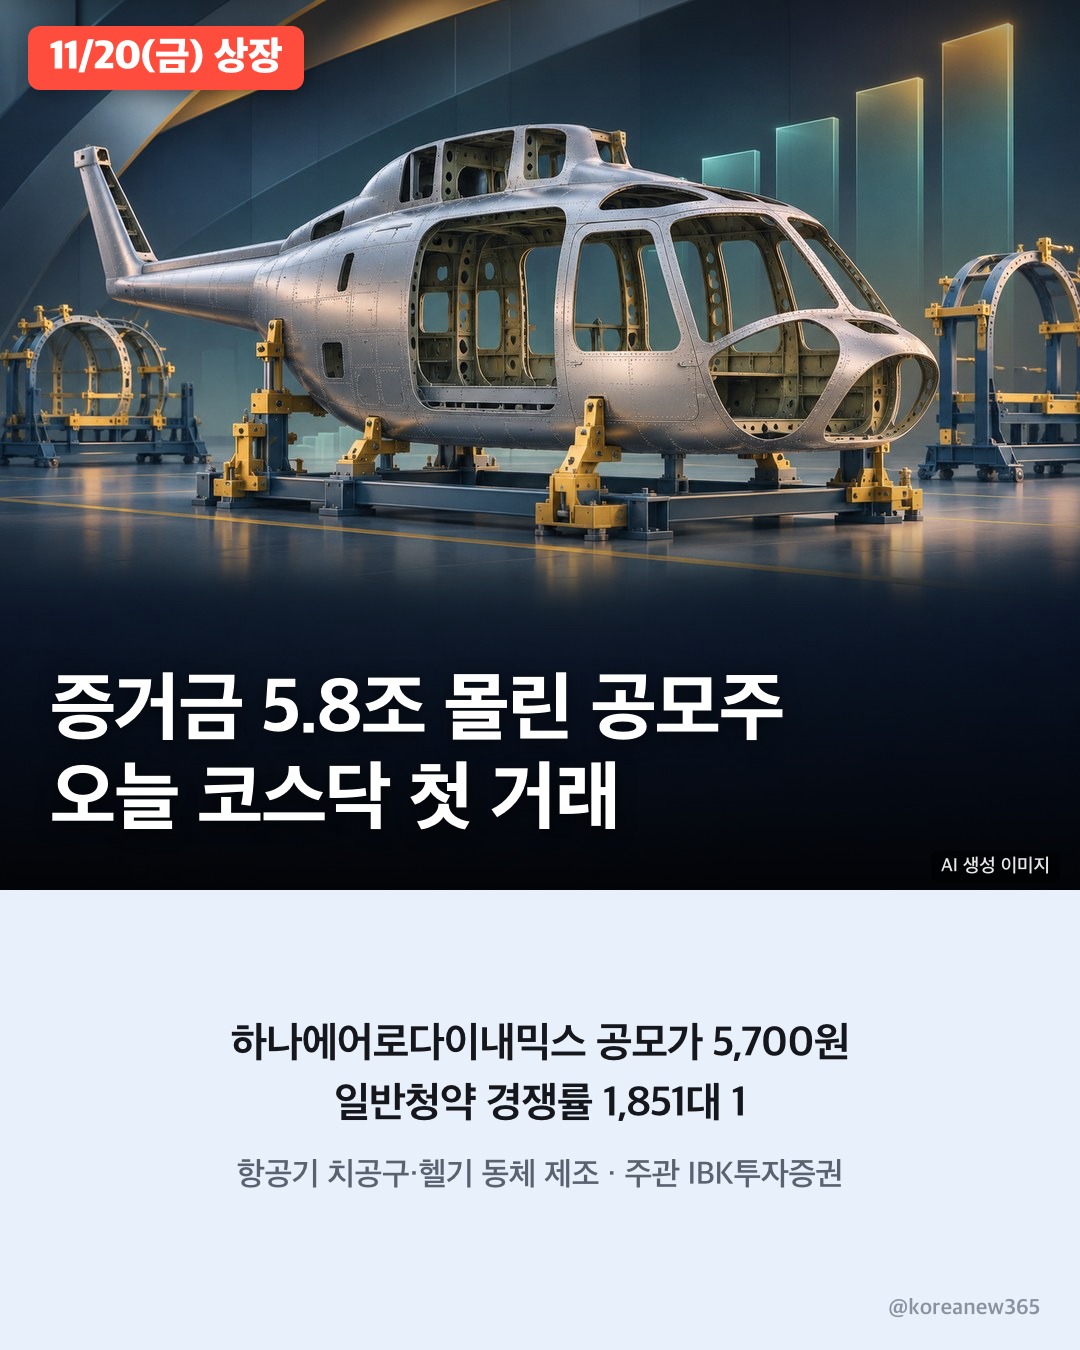 11/20(금) 상장
증거금 5.8조 몰린 공모주
오늘 코스닥 첫 거래
AI 생성 이미지
하나에어로다이내믹스 공모가 5,700원
일반청약 경쟁률 1,851대 1
항공기 치공구·헬기 동체 제조 · 주관 IBK투자증권
@koreanew365